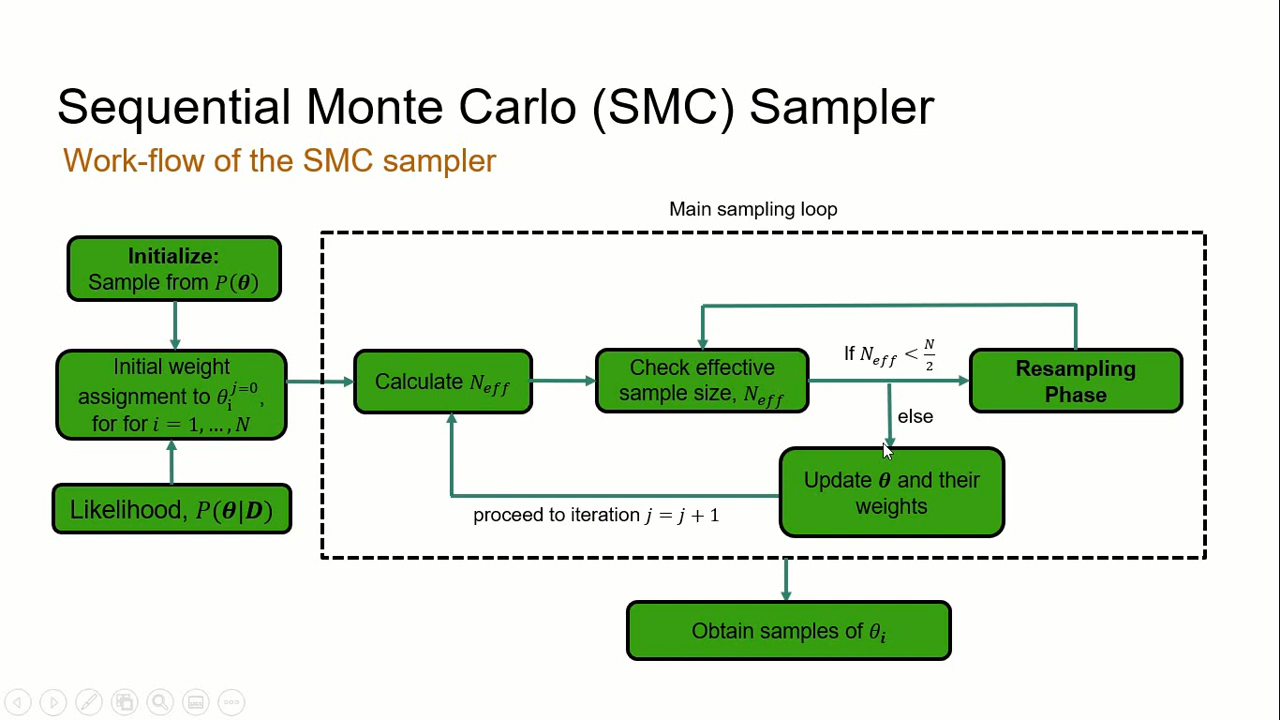 Sequential Monte Carlo (SMC) Sampler
Work-flow of the SMC sampler
Main sampling loop
Initialize:
Sample from P(θ)
Initial weight
assignment to θᵢʲ⁼⁰,
for for i = 1, ..., N
Likelihood, P(θ|D)
Calculate N_eff
Check effective
sample size, N_eff
If N_eff < N/2
else
Resampling
Phase
Update θ and their
weights
proceed to iteration j = j + 1
Obtain samples of θᵢ